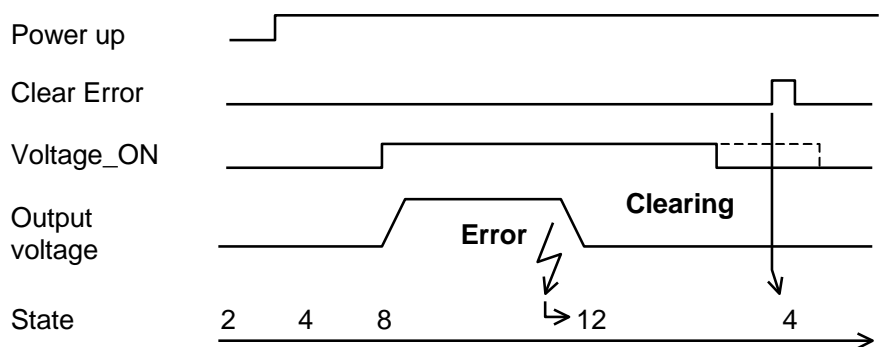 Power up
Clear Error
Voltage_ON
Output
voltage
Error
Clearing
State 2 4 8 12 4